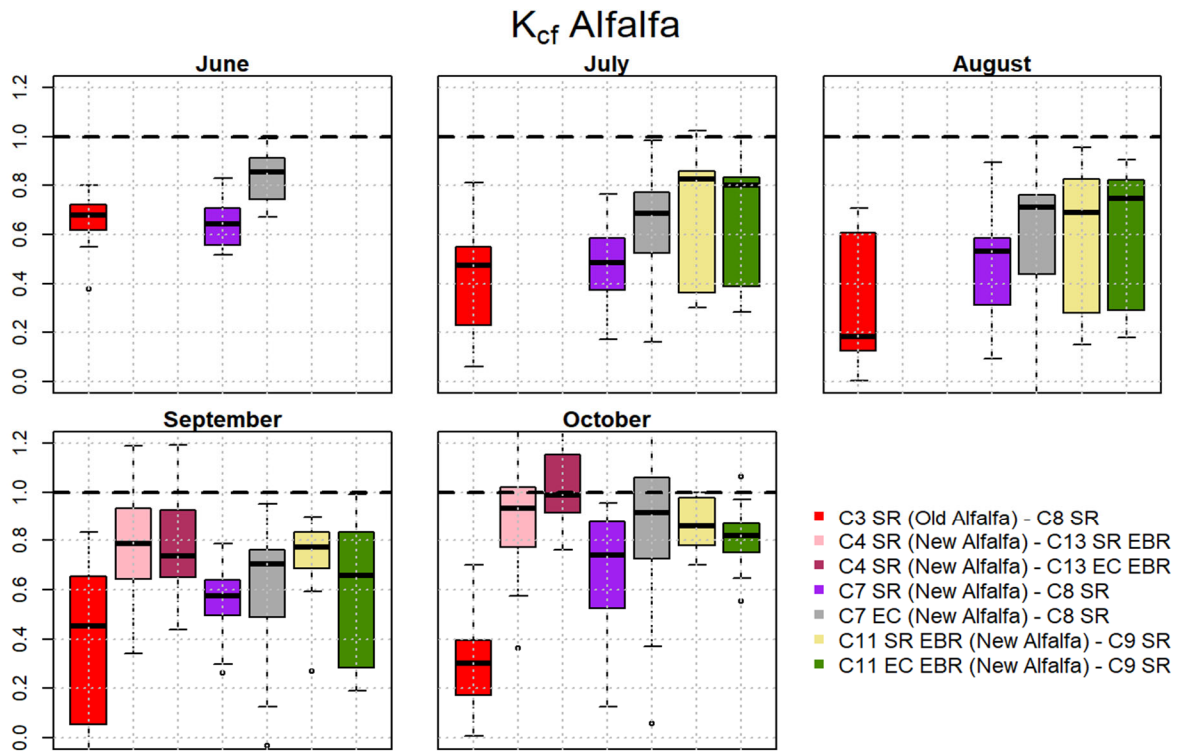 Kcf Alfalfa
June
July
August
1.2
1.0
0.8
0.6
0.4
0.2
0.0
September
October
1.2
1.0
0.8
0.6
0.4
0.2
0.0
C3 SR (Old Alfalfa) - C8 SR
C4 SR (New Alfalfa) - C13 SR EBR
C4 SR (New Alfalfa) - C13 EC EBR
C7 SR (New Alfalfa) - C8 SR
C7 EC (New Alfalfa) - C8 SR
C11 SR EBR (New Alfalfa) - C9 SR
C11 EC EBR (New Alfalfa) - C9 SR